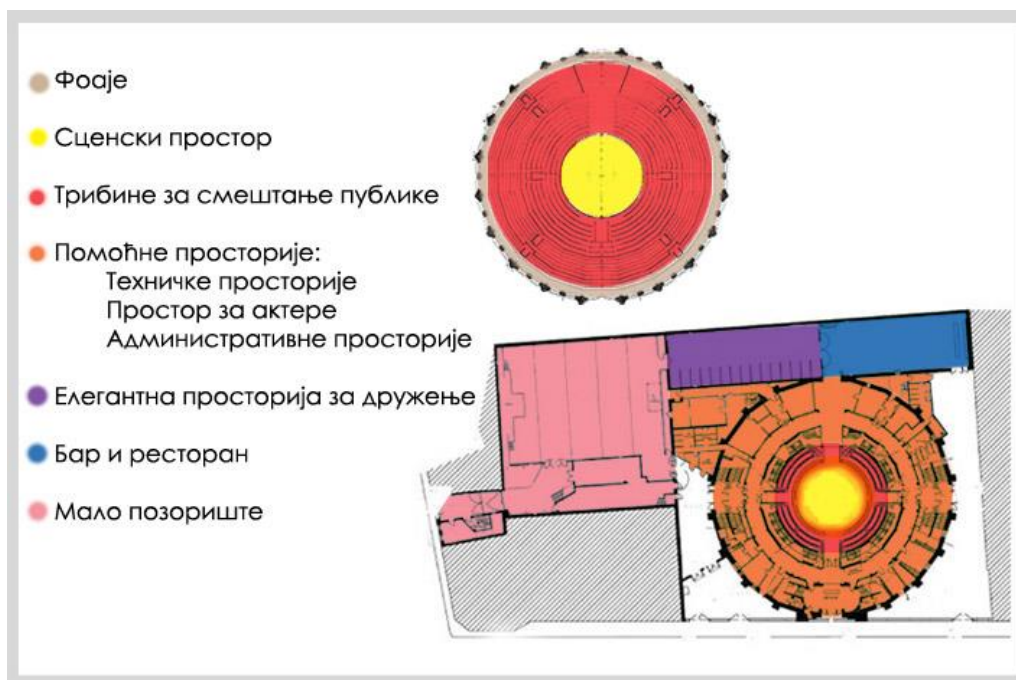 Фоаје
Сценски простор
Трибине за смештање публике
Помоћне просторије:
Техничке просторије
Простор за актере
Административне просторије
Елегантна просторија за дружење
Бар и ресторан
Мало позориште